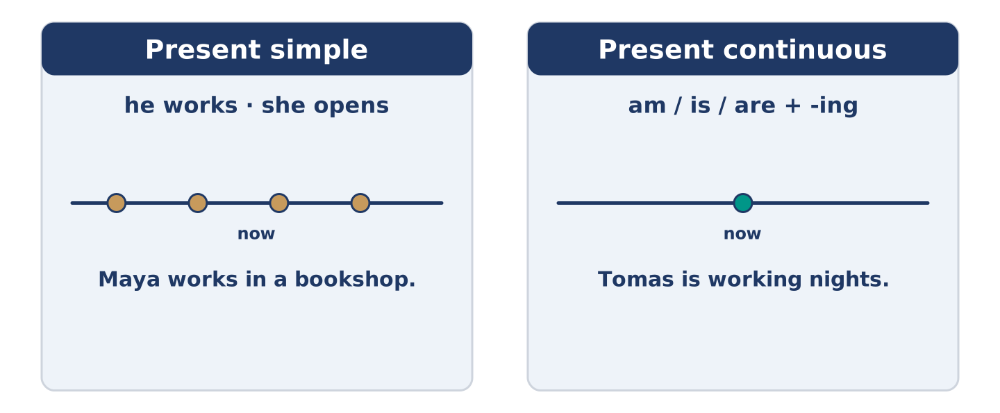 Present simple
he works · she opens
now
Maya works in a bookshop.
Present continuous
am / is / are + -ing
now
Tomas is working nights.